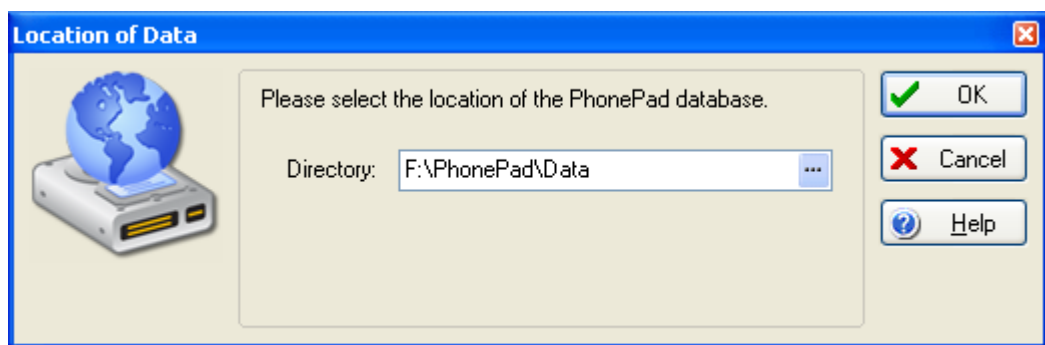 Location of Data
Please select the location of the PhonePad database.
Directory: F:\PhonePad\Data ...
OK
Cancel
Help